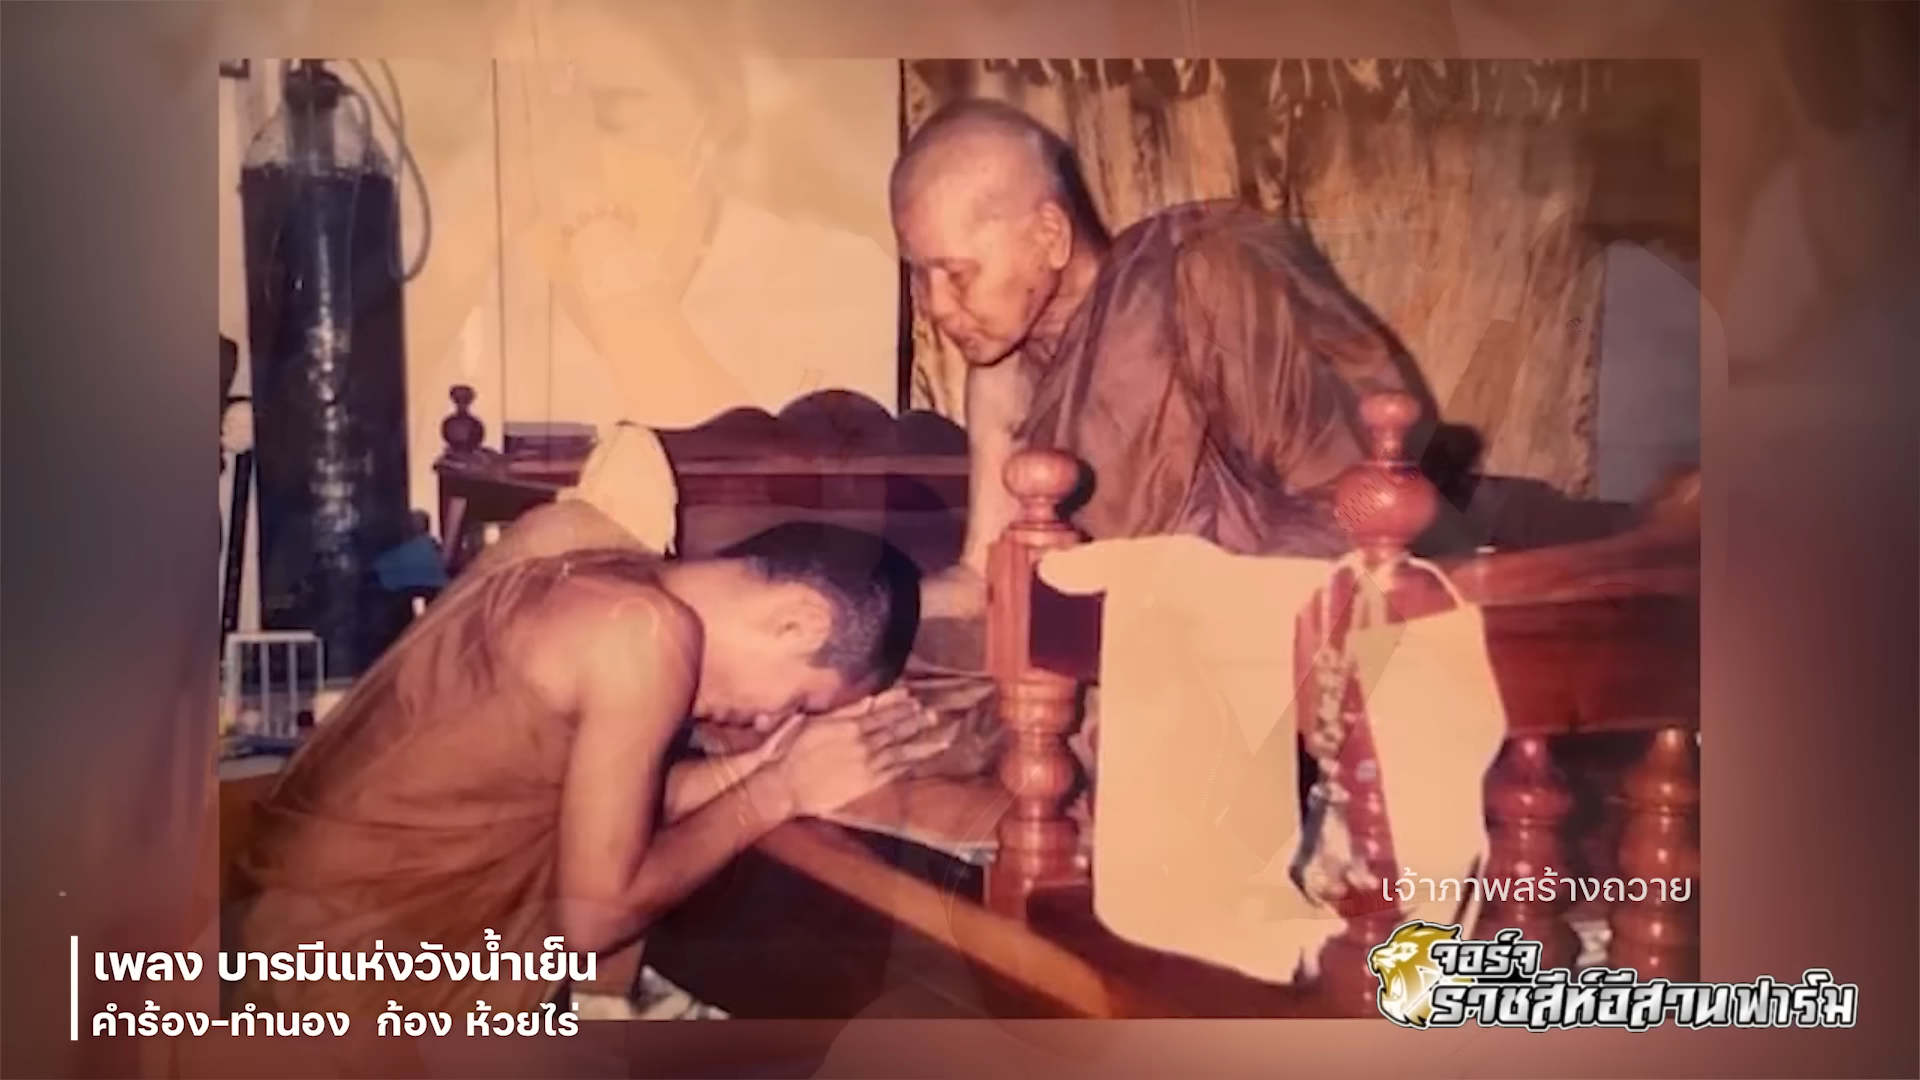 เพลง บารมีแห่งวังน้ำเย็น
คำร้อง-ทำนอง ก้อง ห้วยไร่
เจ้าภาพสร้างถวาย
จอร์จ
ราชสีห์อีสานฟาร์ม